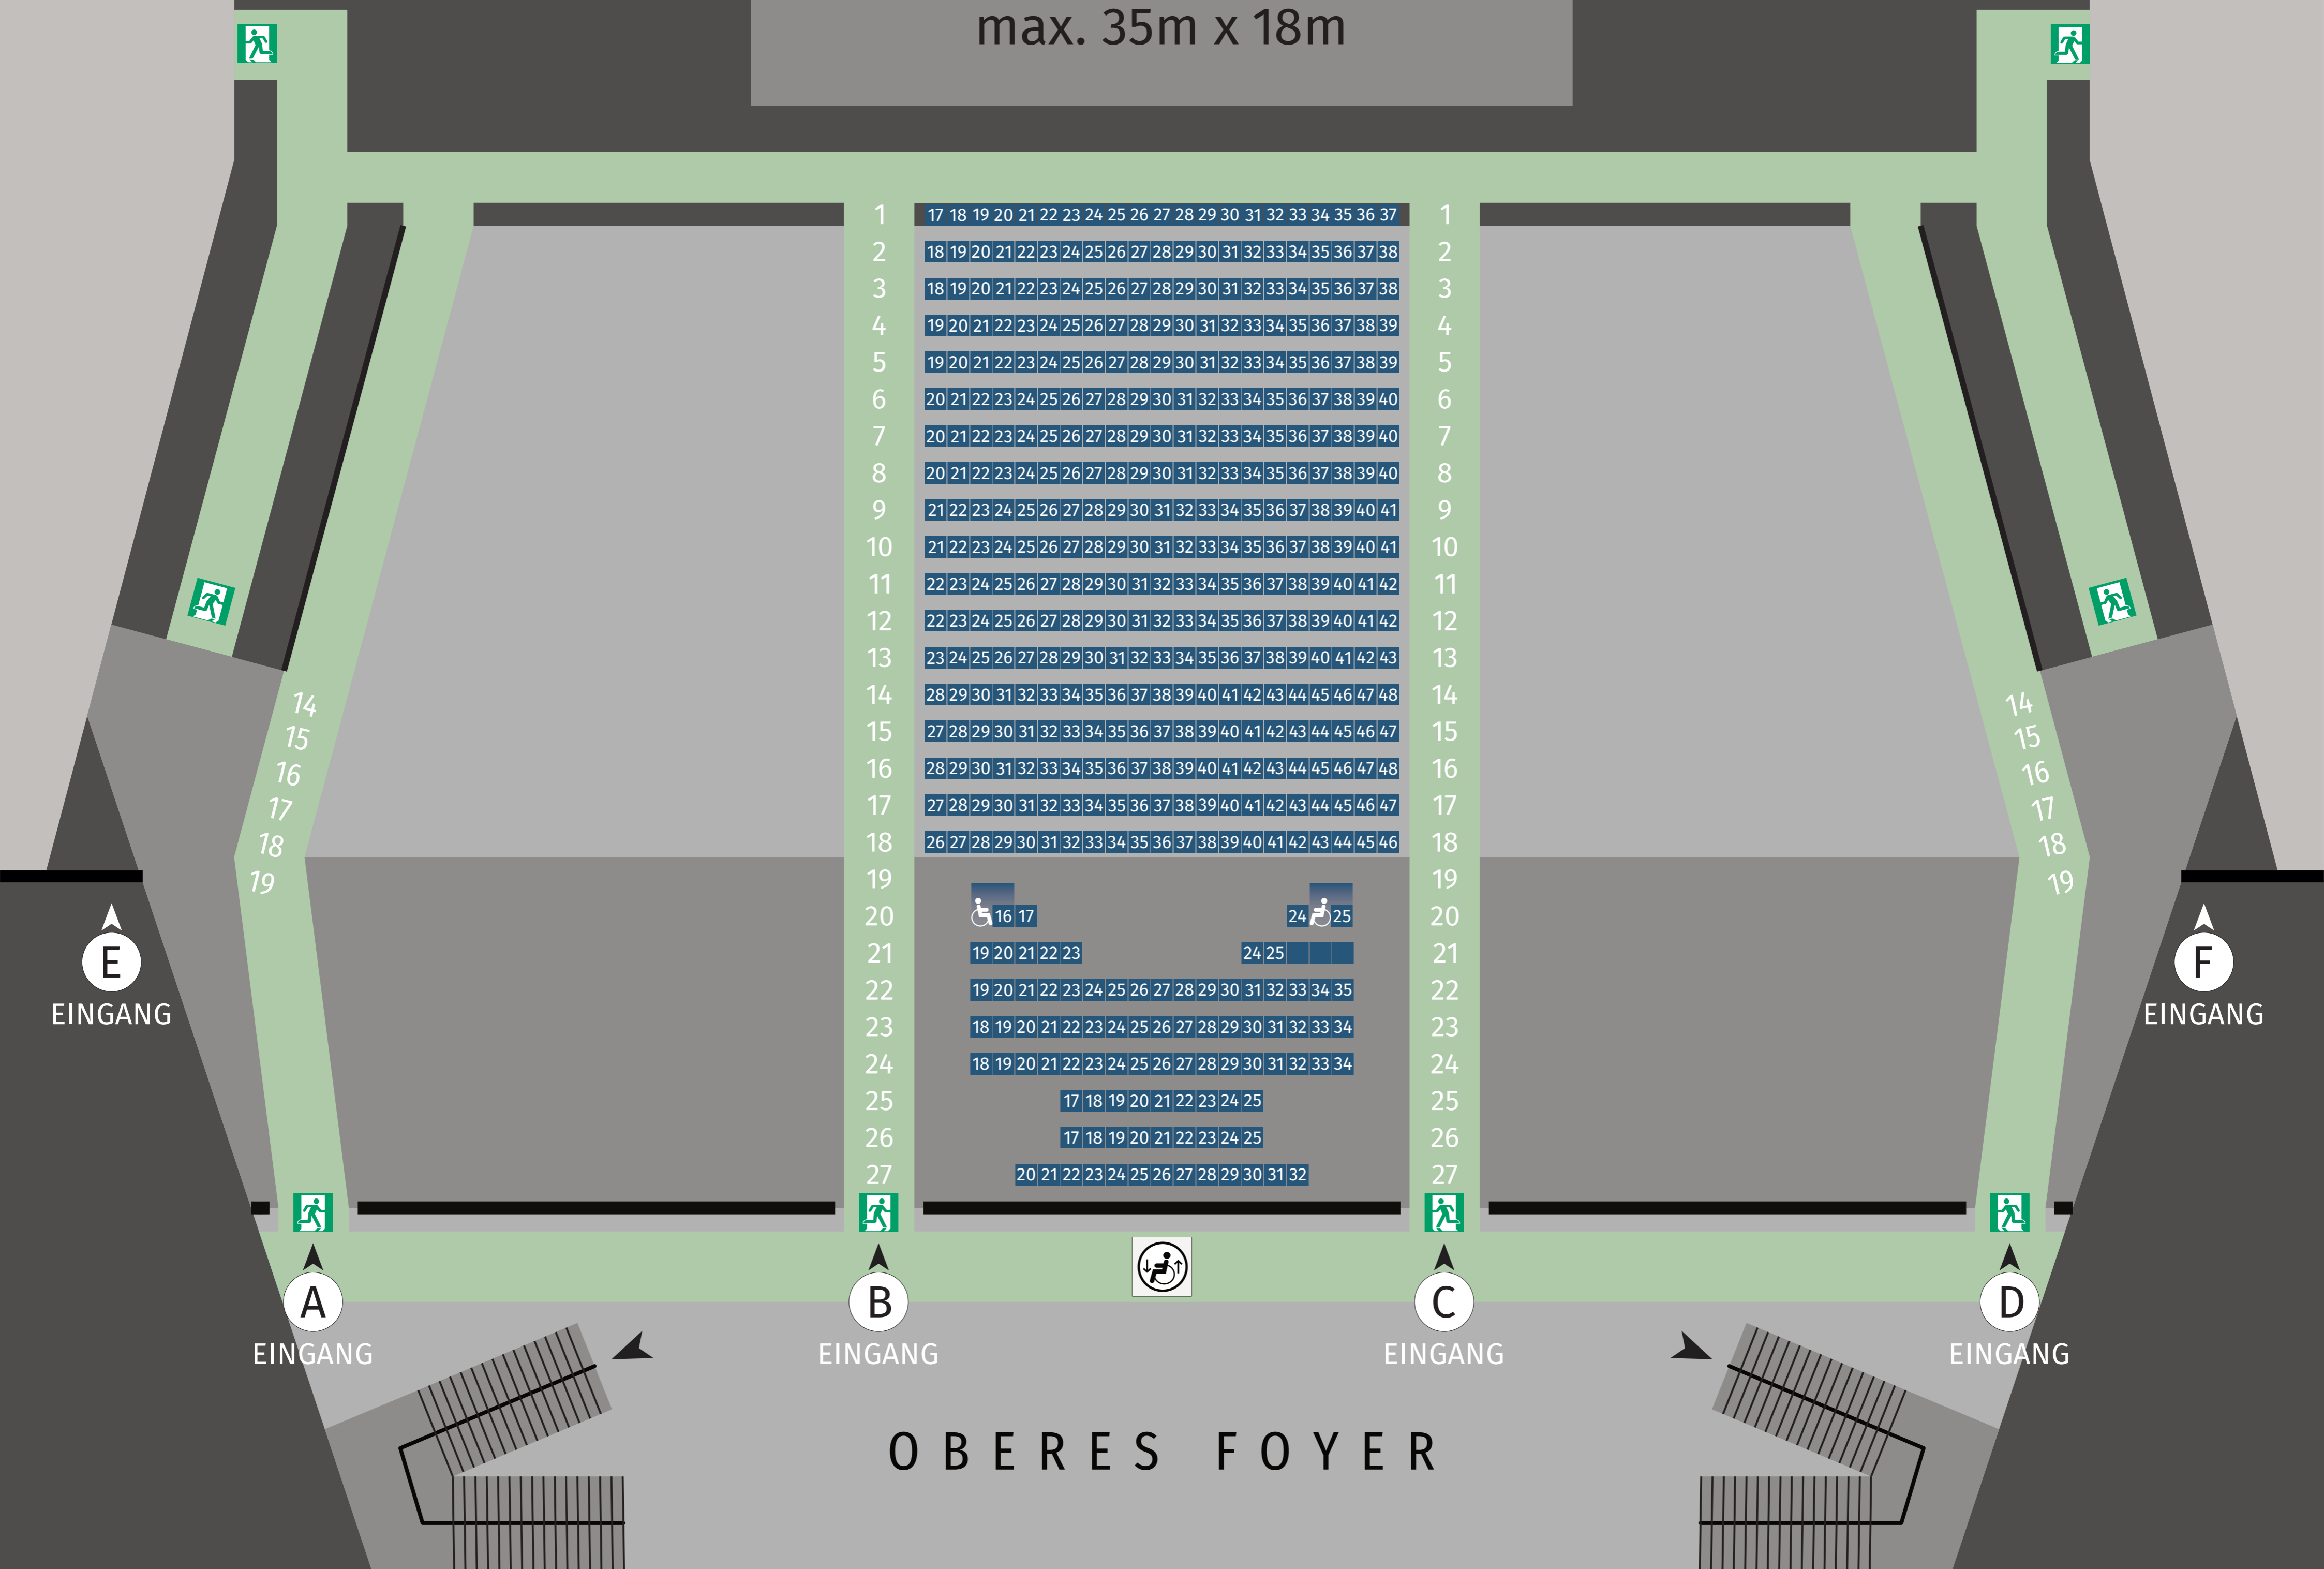 max. 35m x 18m
1 17 18 19 20 21 22 23 24 25 26 27 28 29 30 31 32 33 34 35 36 37 1
2 18 19 20 21 22 23 24 25 26 27 28 29 30 31 32 33 34 35 36 37 38 2
3 18 19 20 21 22 23 24 25 26 27 28 29 30 31 32 33 34 35 36 37 38 3
4 19 20 21 22 23 24 25 26 27 28 29 30 31 32 33 34 35 36 37 38 39 4
5 19 20 21 22 23 24 25 26 27 28 29 30 31 32 33 34 35 36 37 38 39 5
6 20 21 22 23 24 25 26 27 28 29 30 31 32 33 34 35 36 37 38 39 40 6
7 20 21 22 23 24 25 26 27 28 29 30 31 32 33 34 35 36 37 38 39 40 7
8 20 21 22 23 24 25 26 27 28 29 30 31 32 33 34 35 36 37 38 39 40 8
9 21 22 23 24 25 26 27 28 29 30 31 32 33 34 35 36 37 38 39 40 41 9
10 21 22 23 24 25 26 27 28 29 30 31 32 33 34 35 36 37 38 39 40 41 10
11 22 23 24 25 26 27 28 29 30 31 32 33 34 35 36 37 38 39 40 41 42 11
12 22 23 24 25 26 27 28 29 30 31 32 33 34 35 36 37 38 39 40 41 42 12
13 23 24 25 26 27 28 29 30 31 32 33 34 35 36 37 38 39 40 41 42 43 13
14 14 28 29 30 31 32 33 34 35 36 37 38 39 40 41 42 43 44 45 46 47 48 14 14
15 15 27 28 29 30 31 32 33 34 35 36 37 38 39 40 41 42 43 44 45 46 47 15 15
16 16 28 29 30 31 32 33 34 35 36 37 38 39 40 41 42 43 44 45 46 47 48 16 16
17 17 27 28 29 30 31 32 33 34 35 36 37 38 39 40 41 42 43 44 45 46 47 17 17
18 18 26 27 28 29 30 31 32 33 34 35 36 37 38 39 40 41 42 43 44 45 46 18 18
19 19 19 19
20 16 17 24 25 20
21 19 20 21 22 23 24 25 21
22 19 20 21 22 23 24 25 26 27 28 29 30 31 32 33 34 35 22
23 18 19 20 21 22 23 24 25 26 27 28 29 30 31 32 33 34 23
24 18 19 20 21 22 23 24 25 26 27 28 29 30 31 32 33 34 24
25 17 18 19 20 21 22 23 24 25 25
26 17 18 19 20 21 22 23 24 25 26
27 20 21 22 23 24 25 26 27 28 29 30 31 32 27
E F
EINGANG EINGANG
A B C D
EINGANG EINGANG EINGANG EINGANG
OBERES FOYER